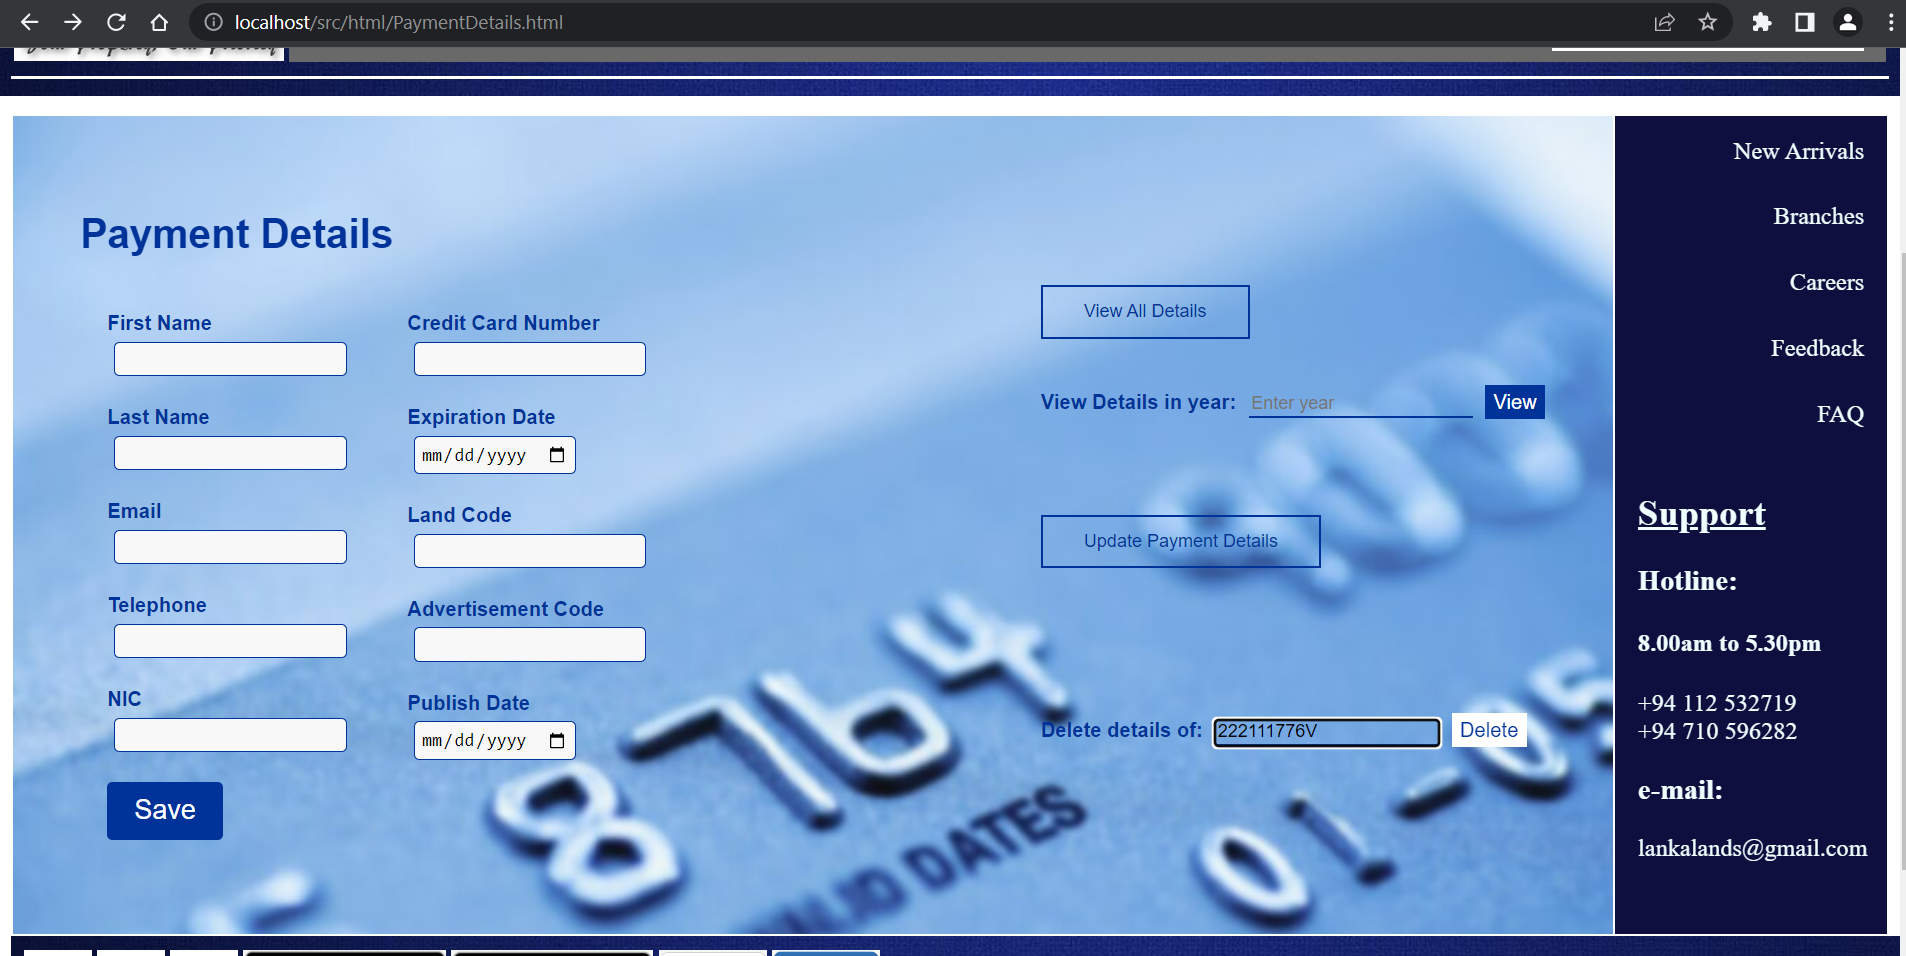 localhost/src/html/PaymentDetails.html
Your Property, Our Priority
New Arrivals
Branches
Careers
Feedback
FAQ
Support
Hotline:
8.00am to 5.30pm
+94 112 532719
+94 710 596282
e-mail:
lankalands@gmail.com
Payment Details
First Name
Last Name
Email
Telephone
NIC
Save
Credit Card Number
Expiration Date
mm/dd/yyyy
Land Code
Advertisement Code
Publish Date
mm/dd/yyyy
View All Details
View Details in year: Enter year View
Update Payment Details
Delete details of: 222111776V Delete
8764
VALID DATES
01-05